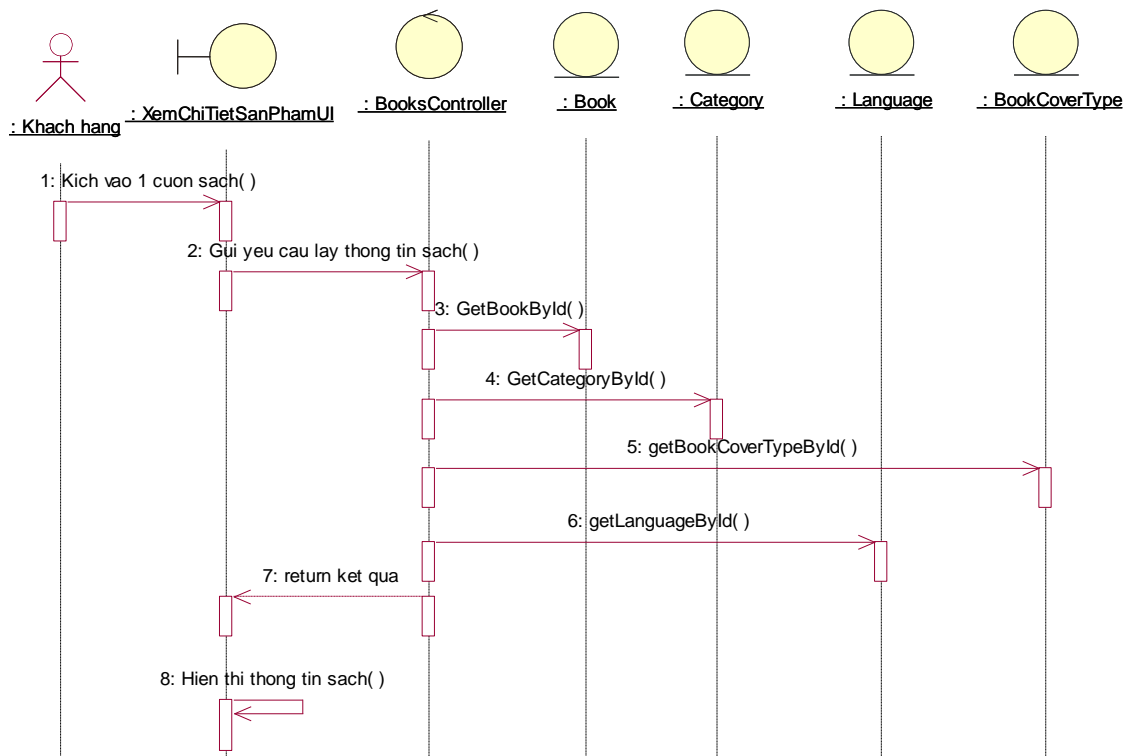 : Khach hang
: XemChiTietSanPhamUI
: BooksController
: Book
: Category
: Language
: BookCoverType
1: Kich vao 1 cuon sach( )
2: Gui yeu cau lay thong tin sach( )
3: GetBookById( )
4: GetCategoryById( )
5: getBookCoverTypeById( )
6: getLanguageById( )
7: return ket qua
8: Hien thi thong tin sach( )